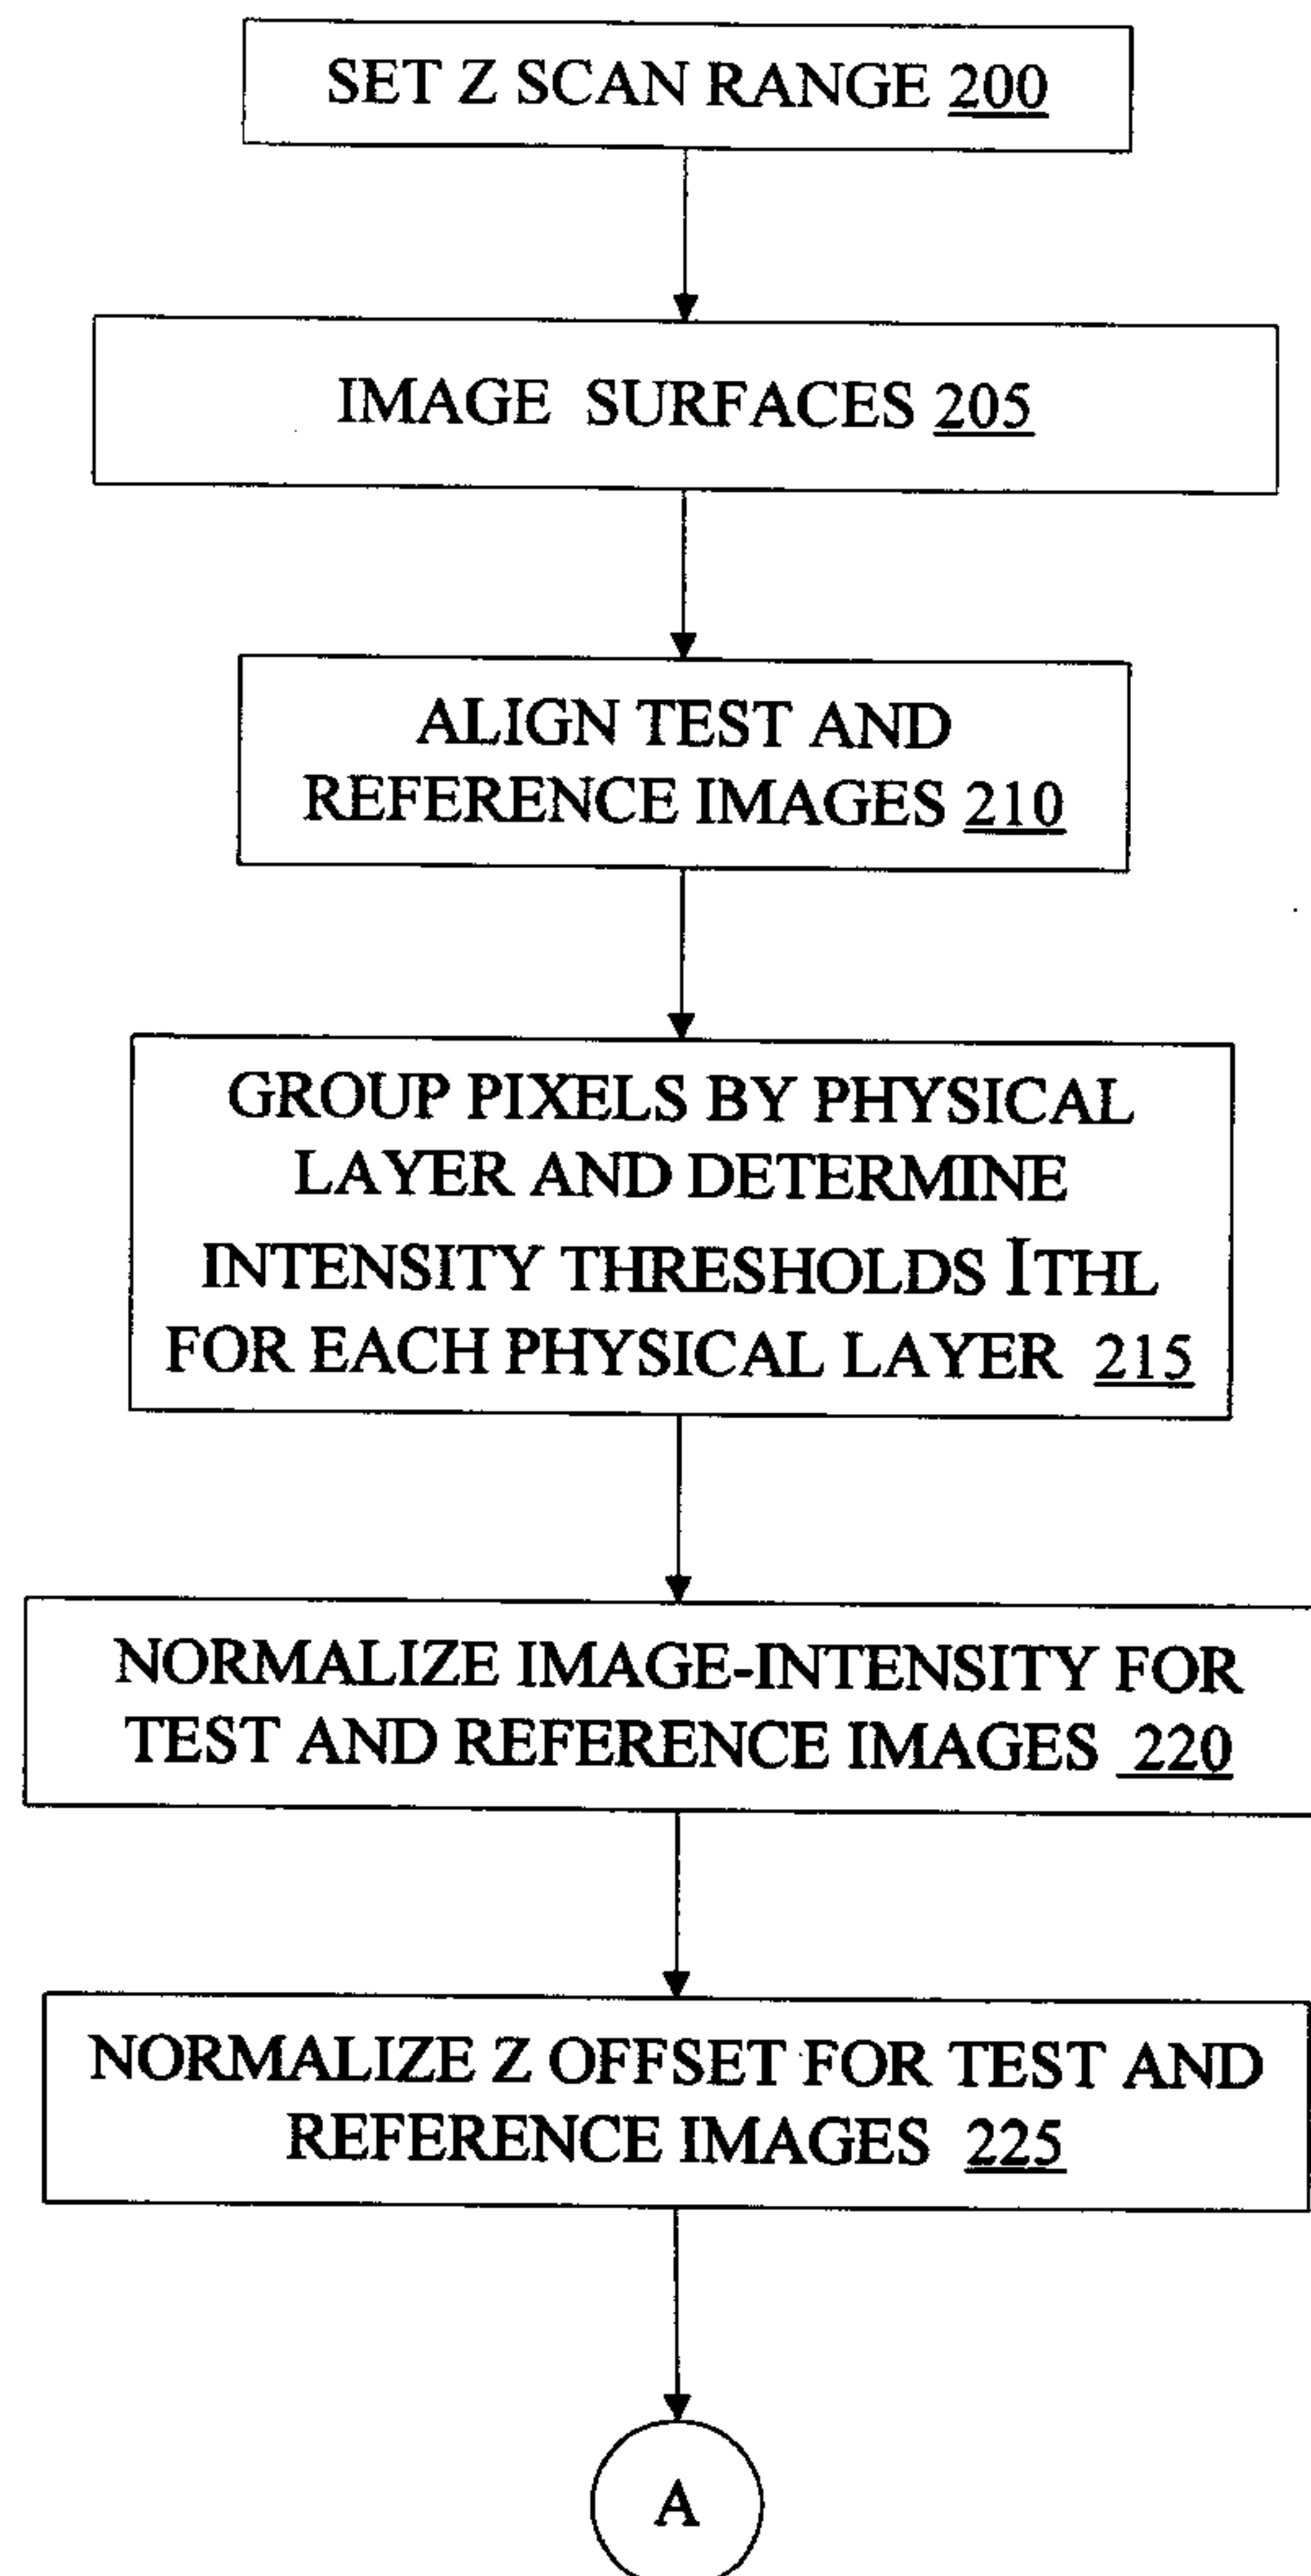 SET Z SCAN RANGE 200
IMAGE SURFACES 205
ALIGN TEST AND
REFERENCE IMAGES 210
GROUP PIXELS BY PHYSICAL
LAYER AND DETERMINE
INTENSITY THRESHOLDS ITHL
FOR EACH PHYSICAL LAYER 215
NORMALIZE IMAGE-INTENSITY FOR
TEST AND REFERENCE IMAGES 220
NORMALIZE Z OFFSET FOR TEST AND
REFERENCE IMAGES 225
A